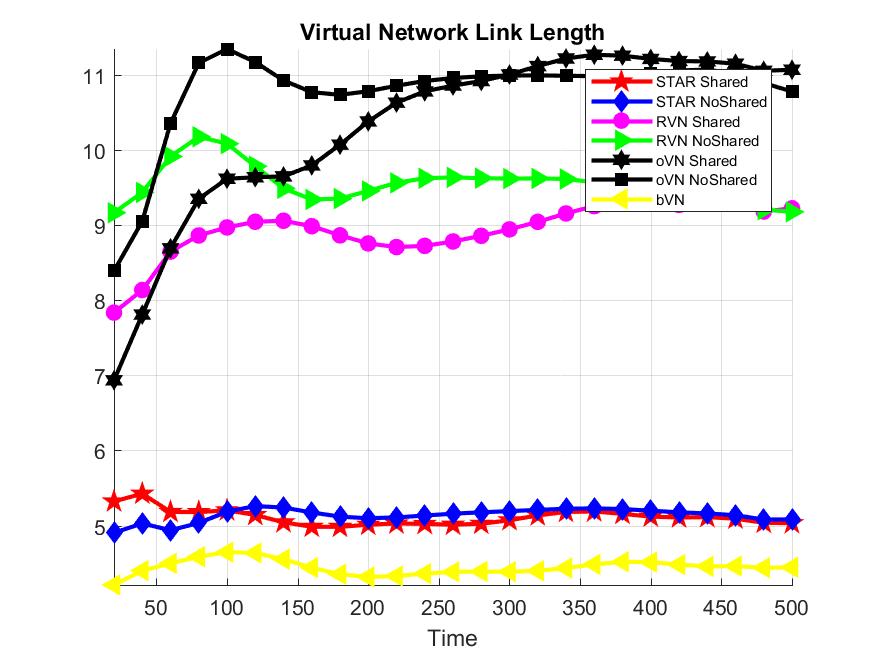 Virtual Network Link Length
11
10
9
8
7
6
5
STAR Shared
STAR NoShared
RVN Shared
RVN NoShared
oVN Shared
oVN NoShared
bVN
50 100 150 200 250 300 350 400 450 500
Time